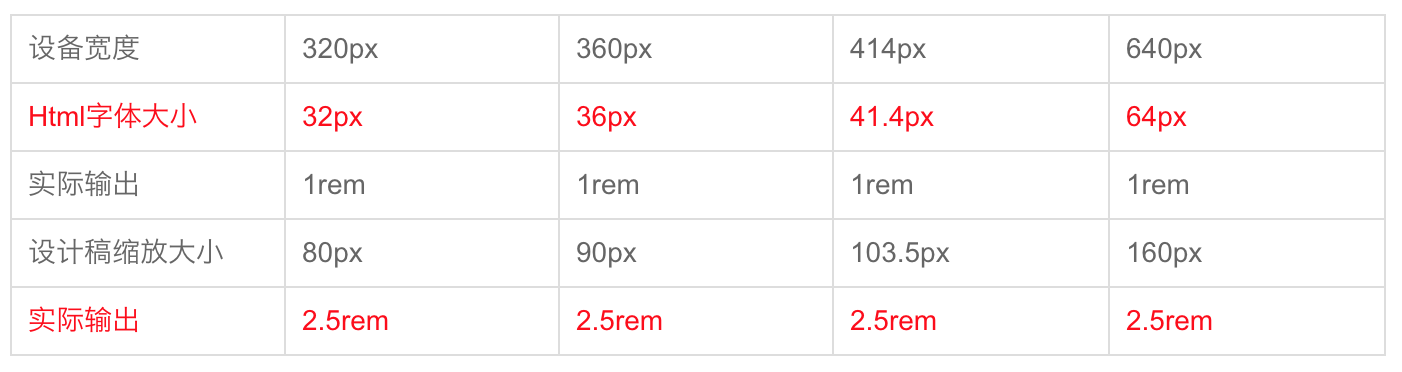 设备宽度 320px 360px 414px 640px
Html字体大小 32px 36px 41.4px 64px
实际输出 1rem 1rem 1rem 1rem
设计稿缩放大小 80px 90px 103.5px 160px
实际输出 2.5rem 2.5rem 2.5rem 2.5rem